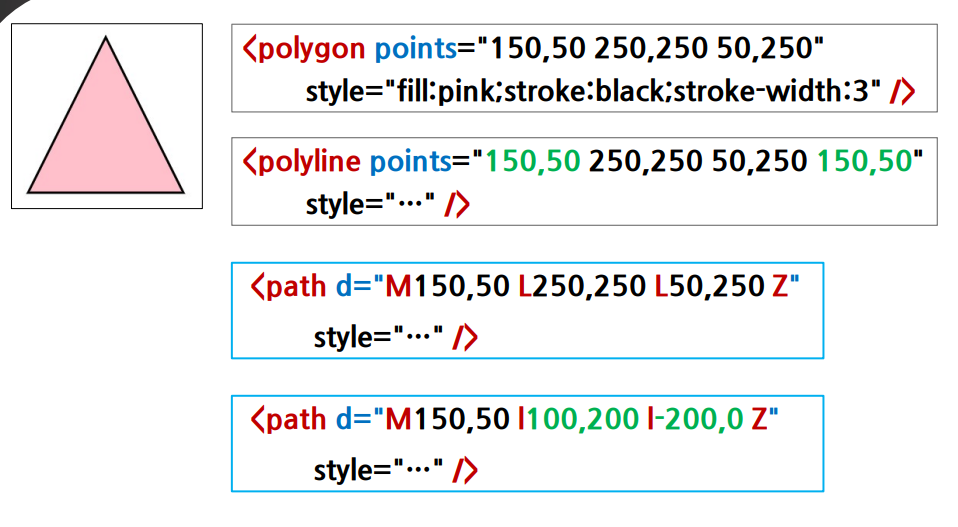 <polygon points="150,50 250,250 50,250"
style="fill:pink;stroke:black;stroke-width:3" />
<polyline points="150,50 250,250 50,250 150,50"
style="…" />
<path d="M150,50 L250,250 L50,250 Z"
style="…" />
<path d="M150,50 l100,200 l-200,0 Z"
style="…" />